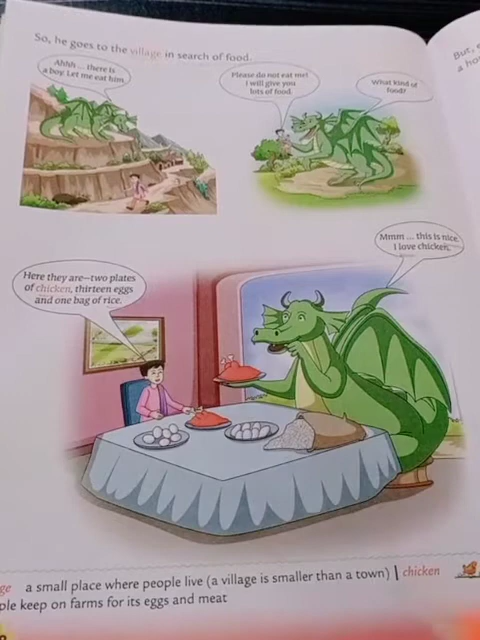 So, he goes to the village in search of food.
Ahhh ... there is
a boy. Let me eat him.
Please do not eat me!
I will give you
lots of food.
What kind of
food?
Mmm ... this is nice.
I love chicken.
Here they are—two plates
of chicken, thirteen eggs
and one bag of rice.
a small place where people live (a village is smaller than a town) | chicken
keep on farms for its eggs and meat
But,
a